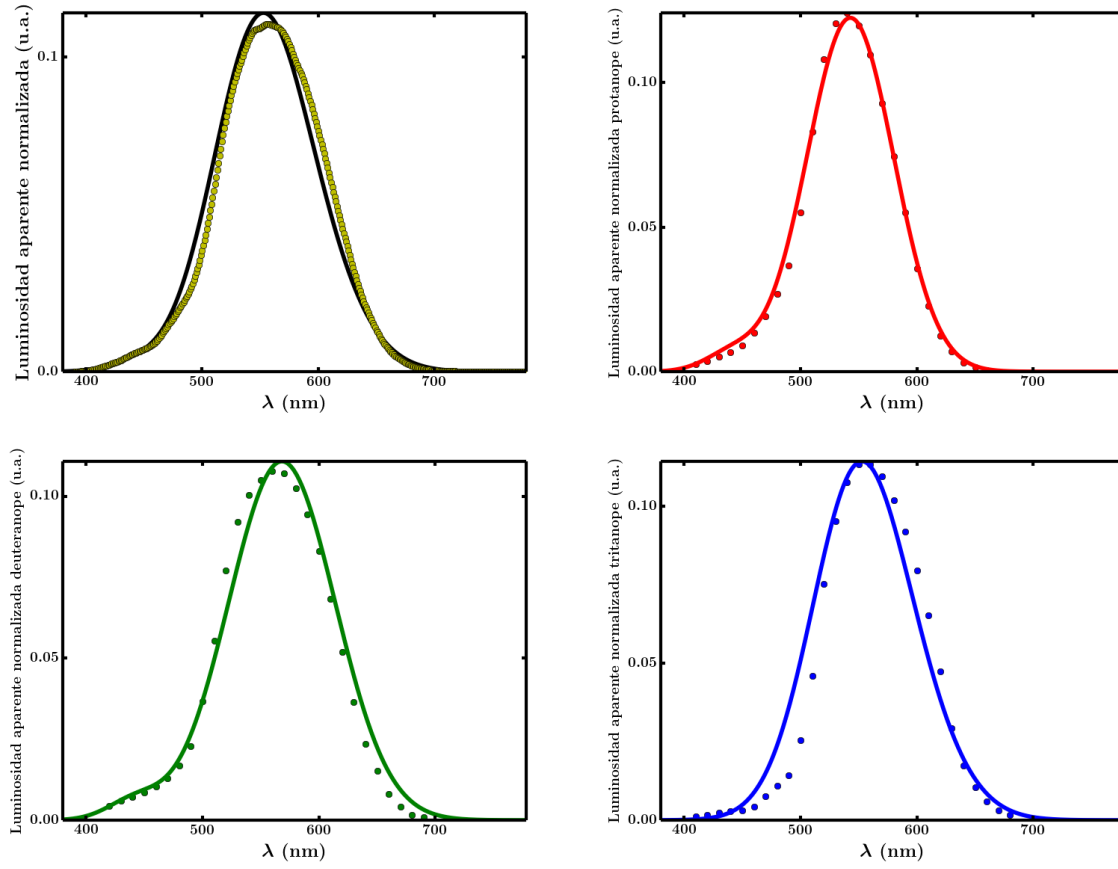 Luminosidad aparente normalizada (u.a.)
0.1
0.0
400 500 600 700
λ (nm)
Luminosidad aparente normalizada protanope (u.a.)
0.10
0.05
0.00
400 500 600 700
λ (nm)
Luminosidad aparente normalizada deuteranope (u.a.)
0.10
0.05
0.00
400 500 600 700
λ (nm)
Luminosidad aparente normalizada tritanope (u.a.)
0.10
0.05
0.00
400 500 600 700
λ (nm)